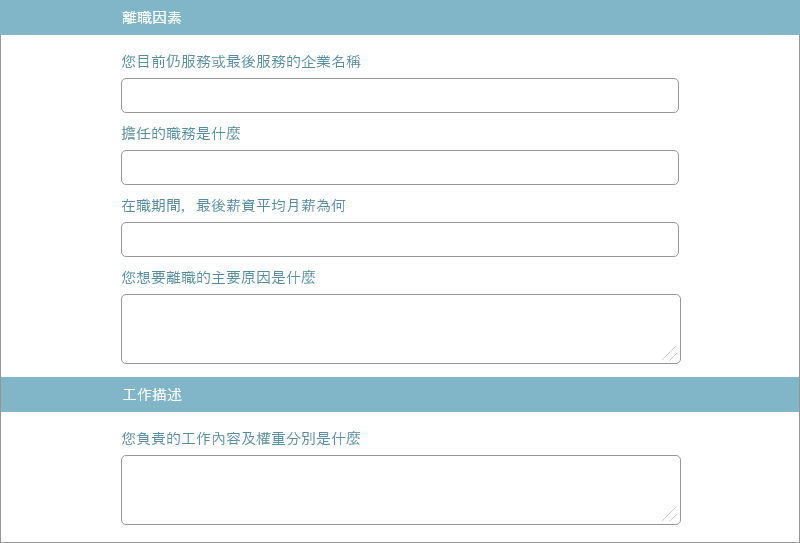 離職因素
您目前仍服務或最後服務的企業名稱
擔任的職務是什麼
在職期間，最後薪資平均月薪為何
您想要離職的主要原因是什麼
工作描述
您負責的工作內容及權重分別是什麼